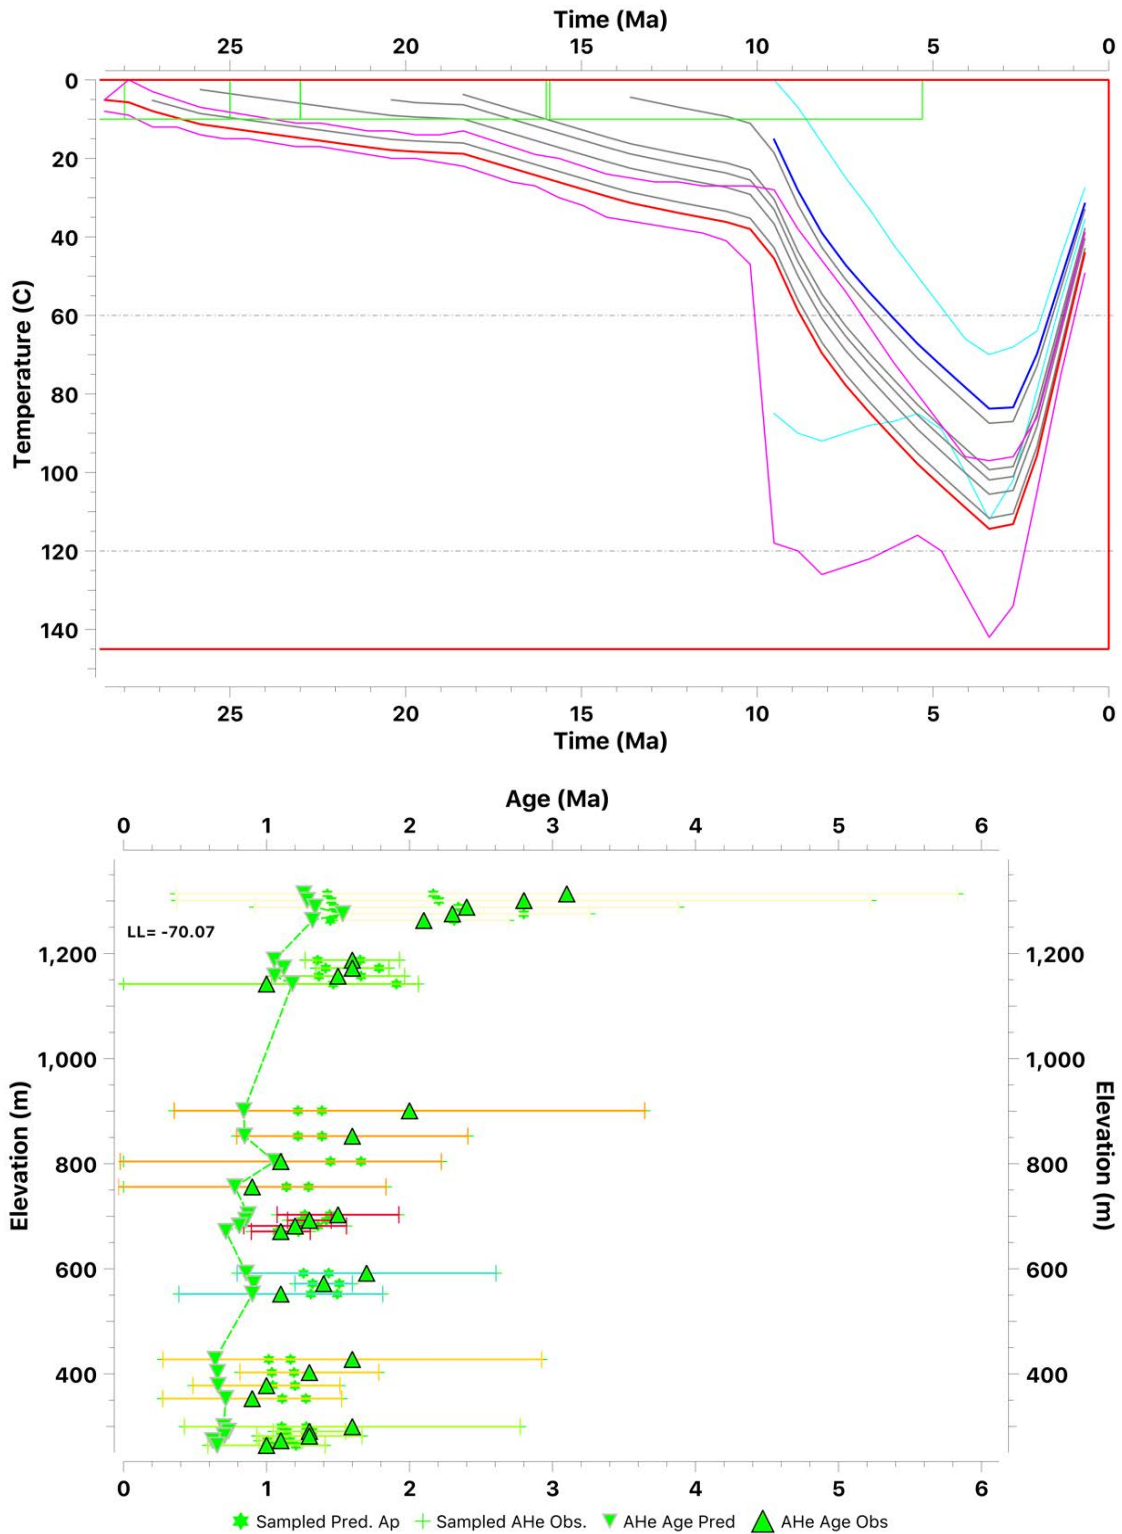 Time (Ma)
25 20 15 10 5 0
0
20
40
60
80
100
120
140
Temperature (C)
25 20 15 10 5 0
Time (Ma)
Age (Ma)
0 1 2 3 4 5 6
LL= -70.07
1,200 1,200
1,000 1,000
800 800
600 600
400 400
Elevation (m)
Elevation (m)
0 1 2 3 4 5 6
Sampled Pred. Ap Sampled AHe Obs. AHe Age Pred AHe Age Obs